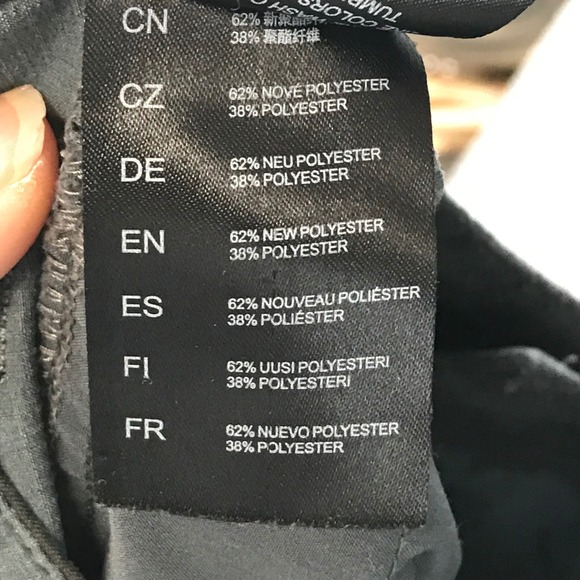 COLORS
TUMB
CN
62% 新聚酯纤维
38% 聚酯纤维
CZ
62% NOVÉ POLYESTER
38% POLYESTER
DE
62% NEU POLYESTER
38% POLYESTER
EN
62% NEW POLYESTER
38% POLYESTER
ES
62% NOUVEAU POLIÉSTER
38% POLIÉSTER
FI
62% UUSI POLYESTERI
38% POLYESTERI
FR
62% NUEVO POLYESTER
38% POLYESTER